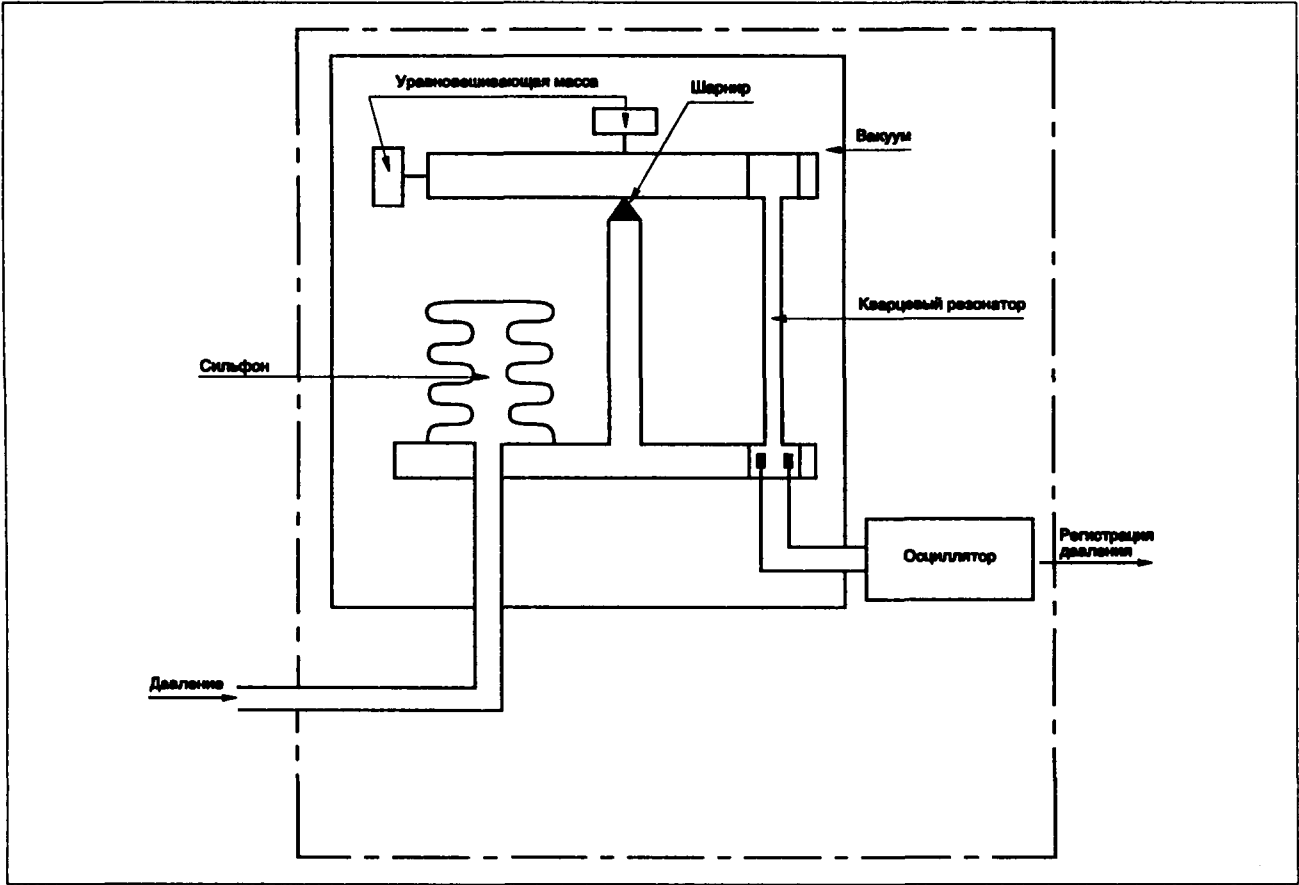 Уравновешивающая масса
Шарнир
Вакуум
Кварцевый резонатор
Сильфон
Осциллятор
Регистрация
давления
Давление